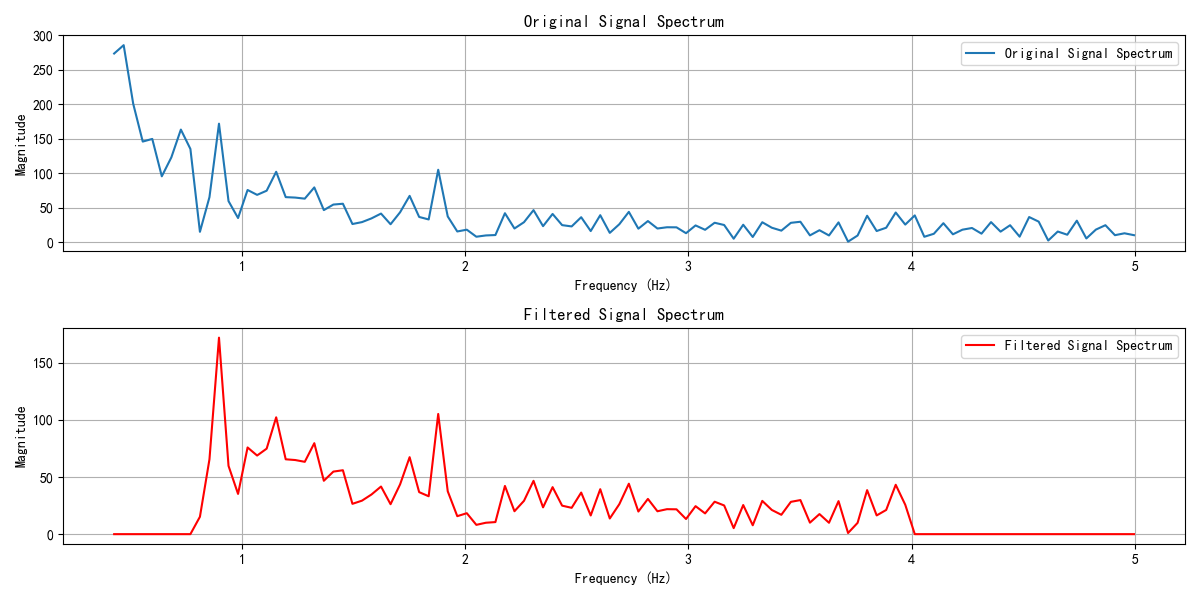 Original Signal Spectrum
300
250
200
150
100
50
0
Magnitude
Original Signal Spectrum
1 2 3 4 5
Frequency (Hz)
Filtered Signal Spectrum
150
100
50
0
Magnitude
Filtered Signal Spectrum
1 2 3 4 5
Frequency (Hz)